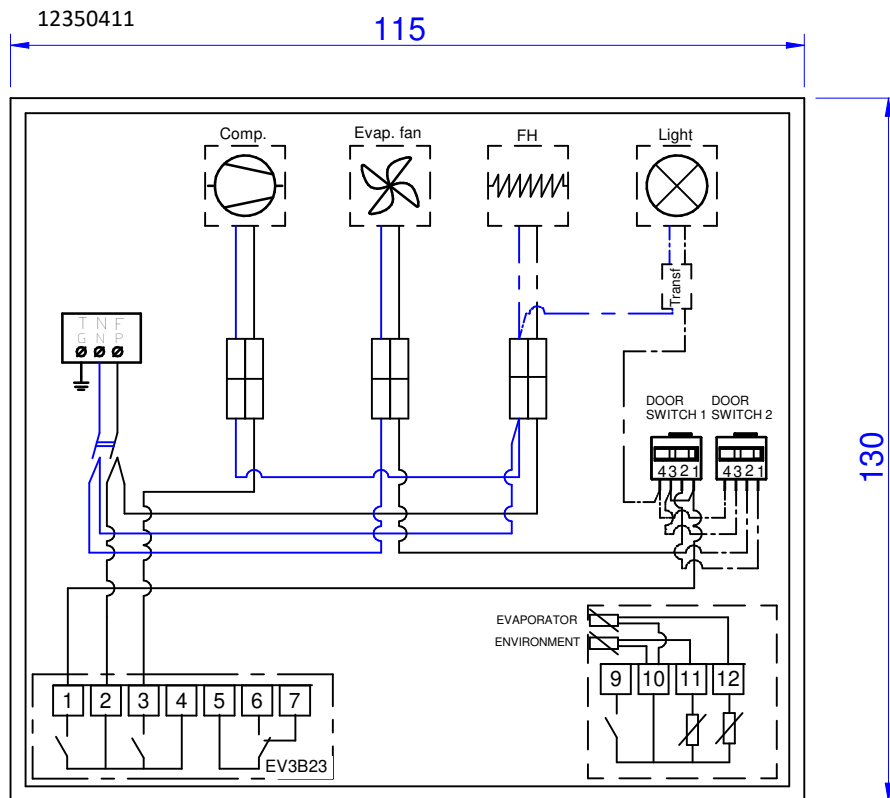 12350411
115
Comp.
Evap. fan
FH
Light
Transf
T N F
G N P
130
DOOR
SWITCH 1
DOOR
SWITCH 2
4321
4321
EVAPORATOR
ENVIRONMENT
9 10 11 12
1 2 3 4 5 6 7
EV3B23